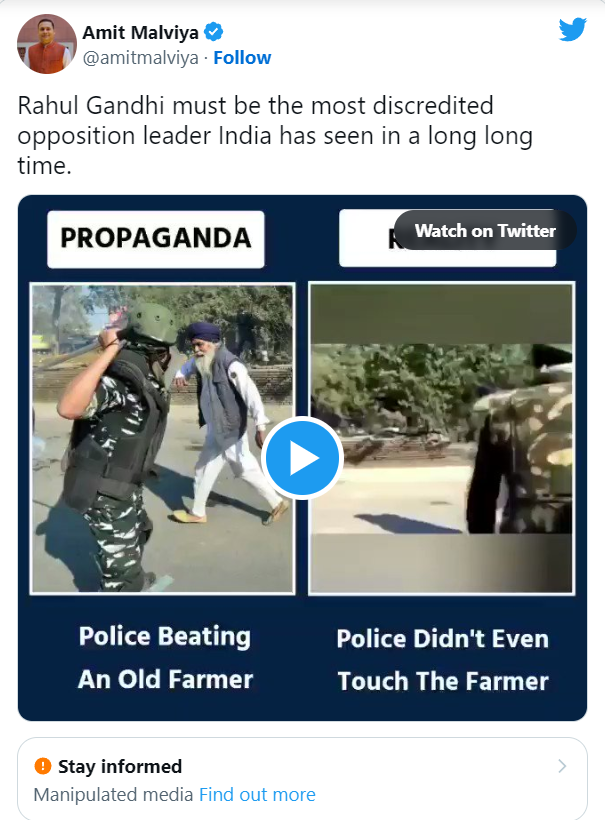 Amit Malviya
@amitmalviya · Follow
Rahul Gandhi must be the most discredited
opposition leader India has seen in a long long
time.
PROPAGANDA
Watch on Twitter
Police Beating
An Old Farmer
Police Didn't Even
Touch The Farmer
Stay informed
Manipulated media Find out more